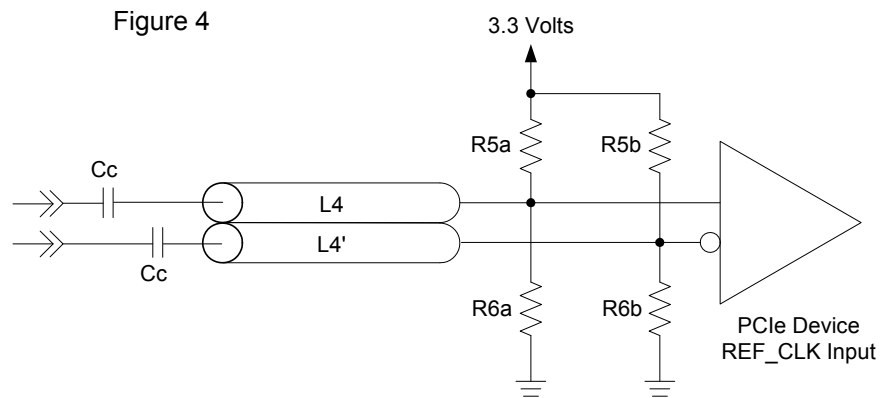 Figure 4
3.3 Volts
R5a
R5b
Cc
L4
L4'
Cc
R6a
R6b
PCIe Device
REF_CLK Input